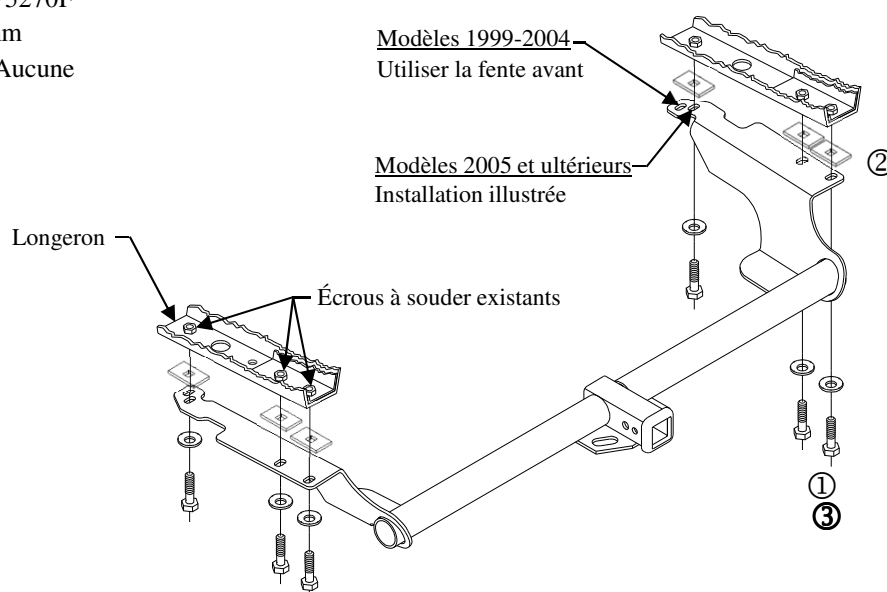 Aucune
Modèles 1999-2004
Utiliser la fente avant
Modèles 2005 et ultérieurs
Installation illustrée
②
Longeron
Écrous à souder existants
①
③